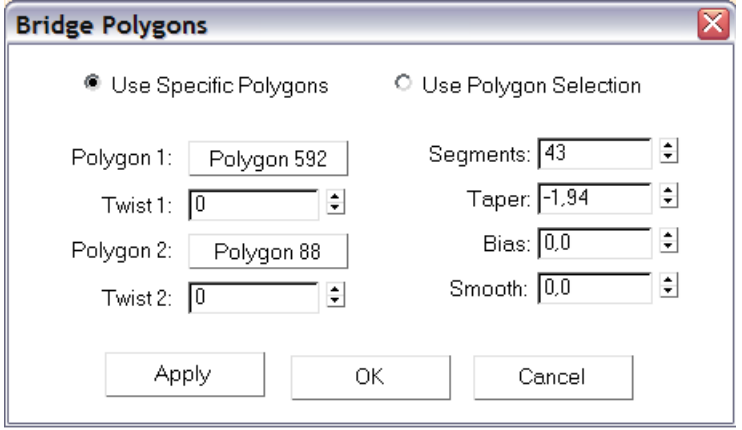 Bridge Polygons
Use Specific Polygons Use Polygon Selection
Polygon 1: Polygon 592 Segments: 43
Twist 1: 0 Taper: -1,94
Polygon 2: Polygon 88 Bias: 0,0
Twist 2: 0 Smooth: 0,0
Apply OK Cancel